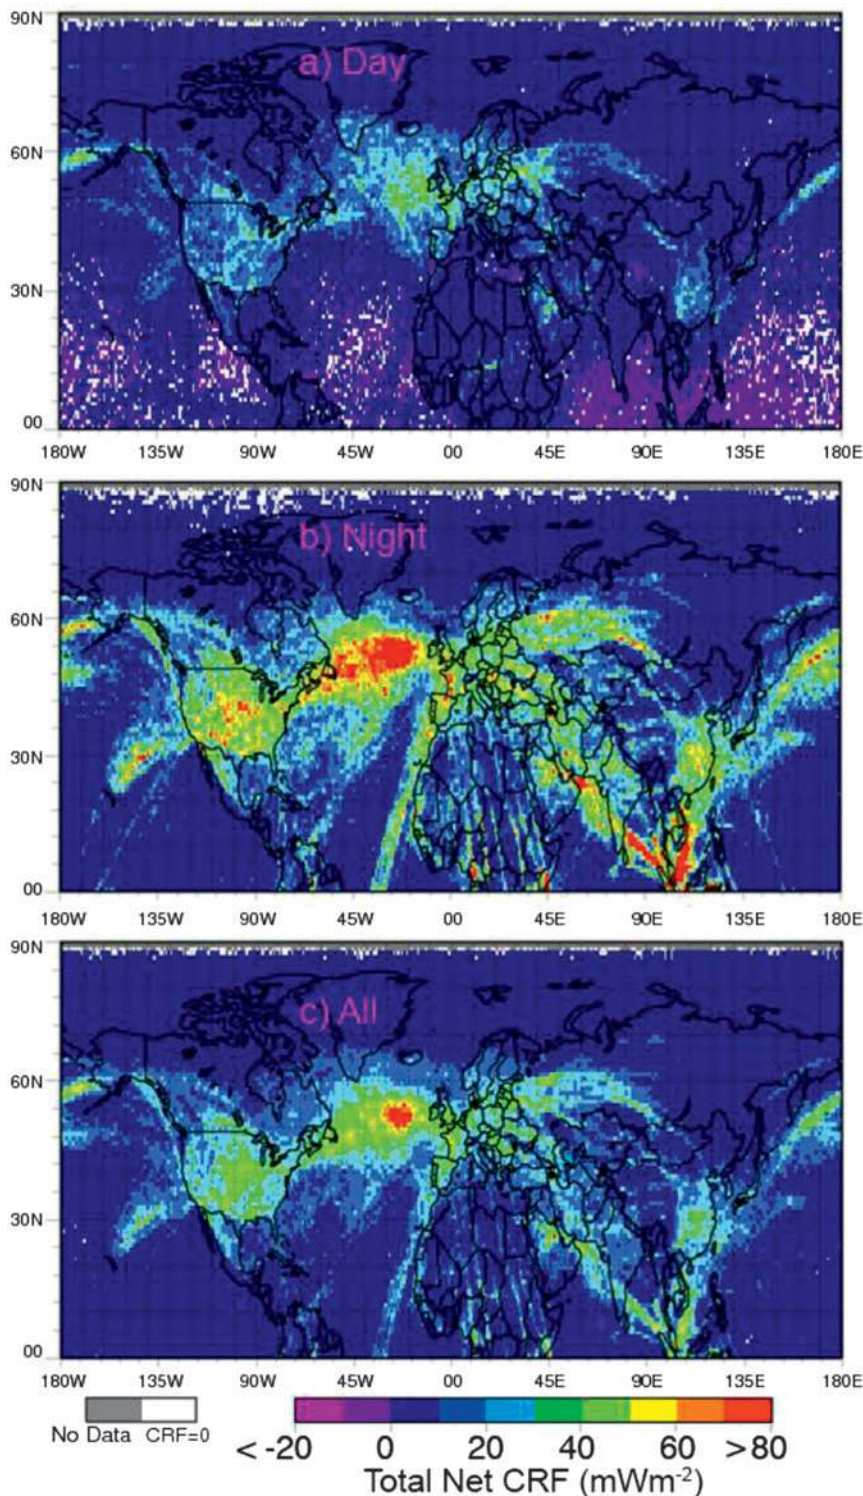 90N
a) Day
60N
30N
00
180W 135W 90W 45W 00 45E 90E 135E 180E
90N
b) Night
60N
30N
00
180W 135W 90W 45W 00 45E 90E 135E 180E
90N
c) All
60N
30N
00
180W 135W 90W 45W 00 45E 90E 135E 180E
No Data CRF=0
< -20 0 20 40 60 >80
Total Net CRF (mWm-2)